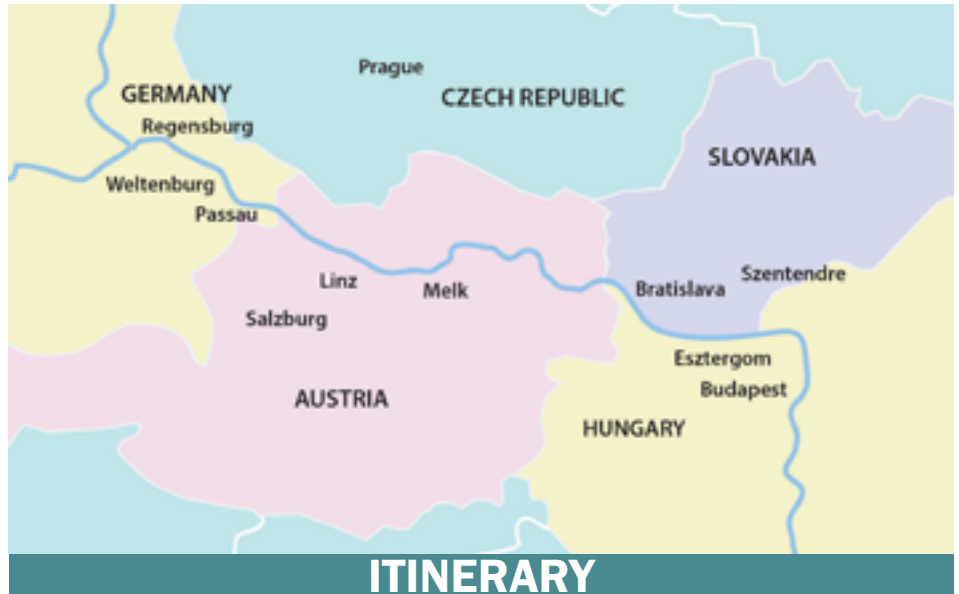 Prague
GERMANY
CZECH REPUBLIC
Regensburg
SLOVAKIA
Weltenburg
Passau
Linz
Melk
Bratislava
Szentendre
Salzburg
Esztergom
Budapest
AUSTRIA
HUNGARY
ITINERARY